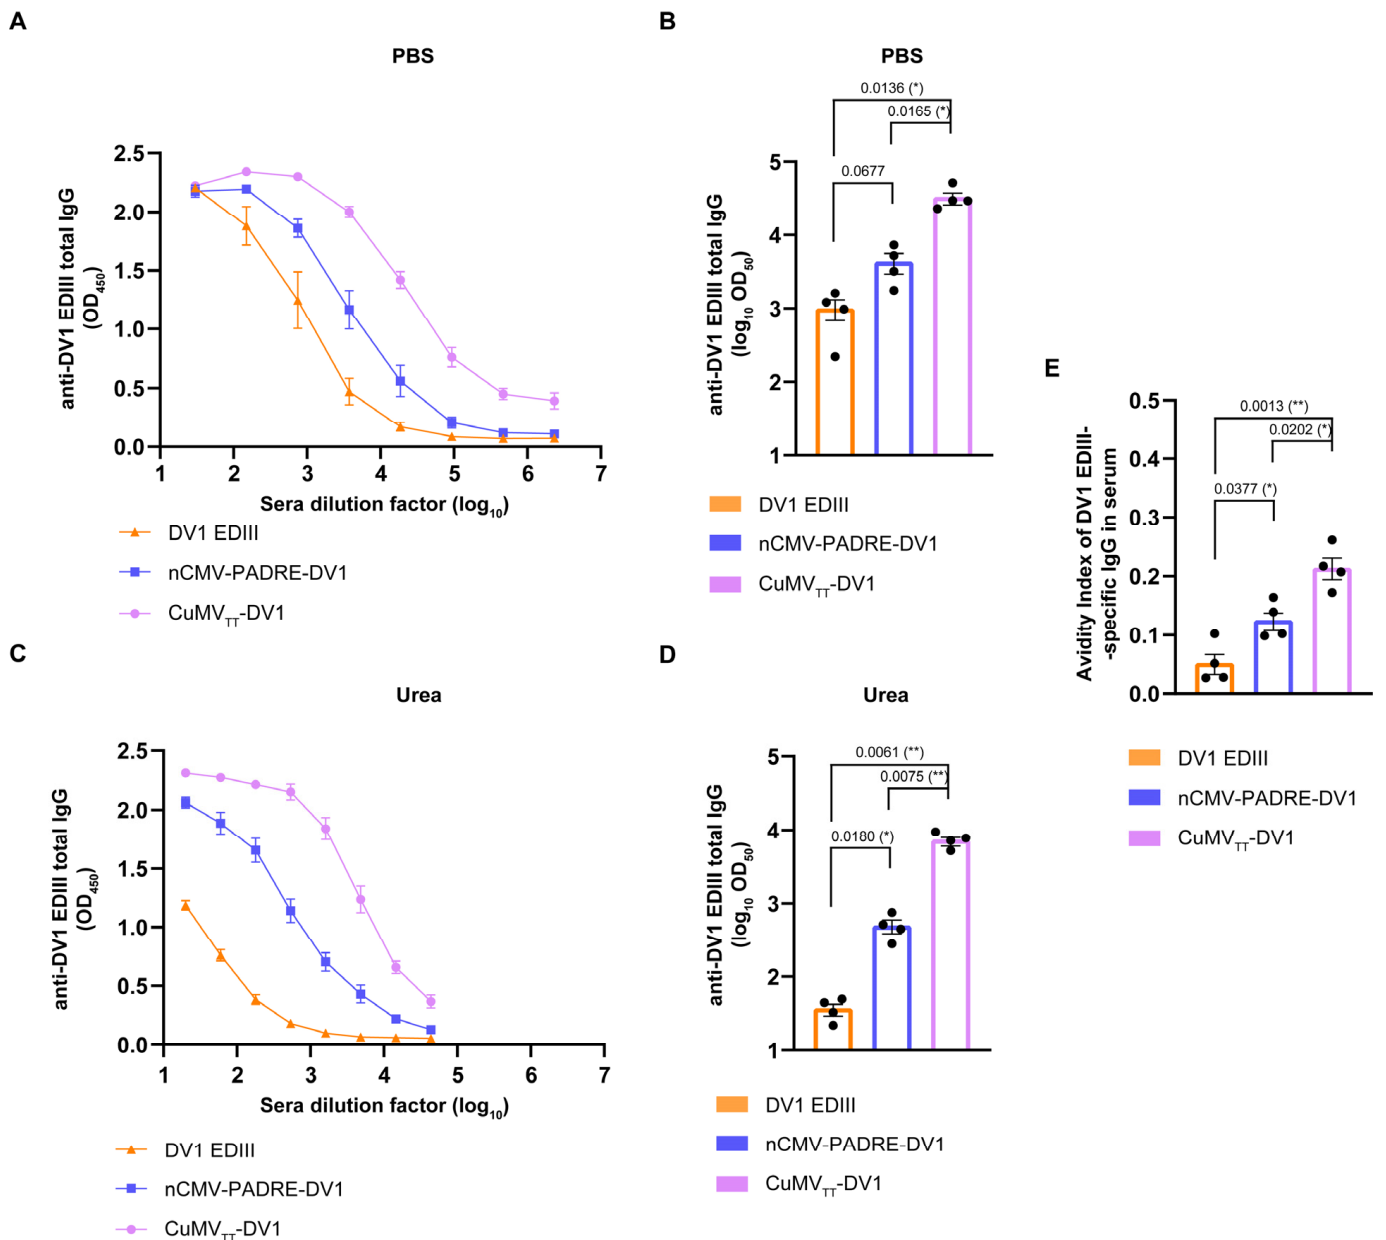 A
PBS
anti-DV1 EDIII total IgG
(OD450)
2.5
2.0
1.5
1.0
0.5
0.0
1 2 3 4 5 6 7
Sera dilution factor (log10)
DV1 EDIII
nCMV-PADRE-DV1
CuMVTT-DV1
B
PBS
0.0136 (*)
0.0165 (*)
0.0677
anti-DV1 EDIII total IgG
(log10 OD50)
5
4
3
2
1
DV1 EDIII
nCMV-PADRE-DV1
CuMVTT-DV1
C
Urea
anti-DV1 EDIII total IgG
(OD450)
2.5
2.0
1.5
1.0
0.5
0.0
1 2 3 4 5 6 7
Sera dilution factor (log10)
DV1 EDIII
nCMV-PADRE-DV1
CuMVTT-DV1
D
Urea
0.0061 (**)
0.0075 (**)
0.0180 (*)
anti-DV1 EDIII total IgG
(log10 OD50)
5
4
3
2
1
DV1 EDIII
nCMV-PADRE-DV1
CuMVTT-DV1
E
0.0013 (**)
0.0202 (*)
0.0377 (*)
Avidity Index of DV1 EDIII-
-specific IgG in serum
0.5
0.4
0.3
0.2
0.1
0.0
DV1 EDIII
nCMV-PADRE-DV1
CuMVTT-DV1